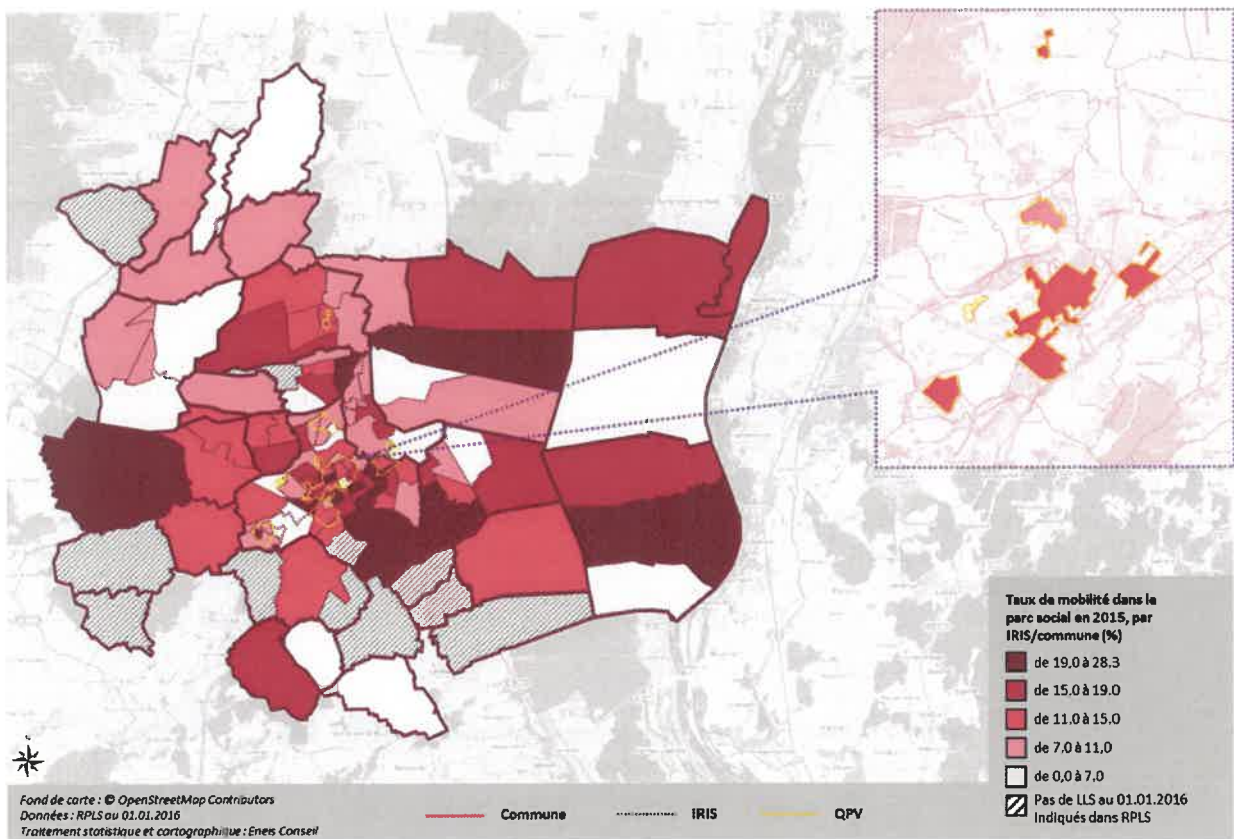 Taux de mobilité dans le
parc social en 2015, par
IRIS/commune (%)
de 19,0 à 28,3
de 15,0 à 19,0
de 11,0 à 15,0
de 7,0 à 11,0
de 0,0 à 7,0
Pas de LLS au 01.01.2016
Indiqués dans RPLS
Fond de carte : © OpenStreetMap Contributors
Données : RPLS au 01.01.2016
Traitement statistique et cartographique : Eneis Conseil
Commune
IRIS
QPV